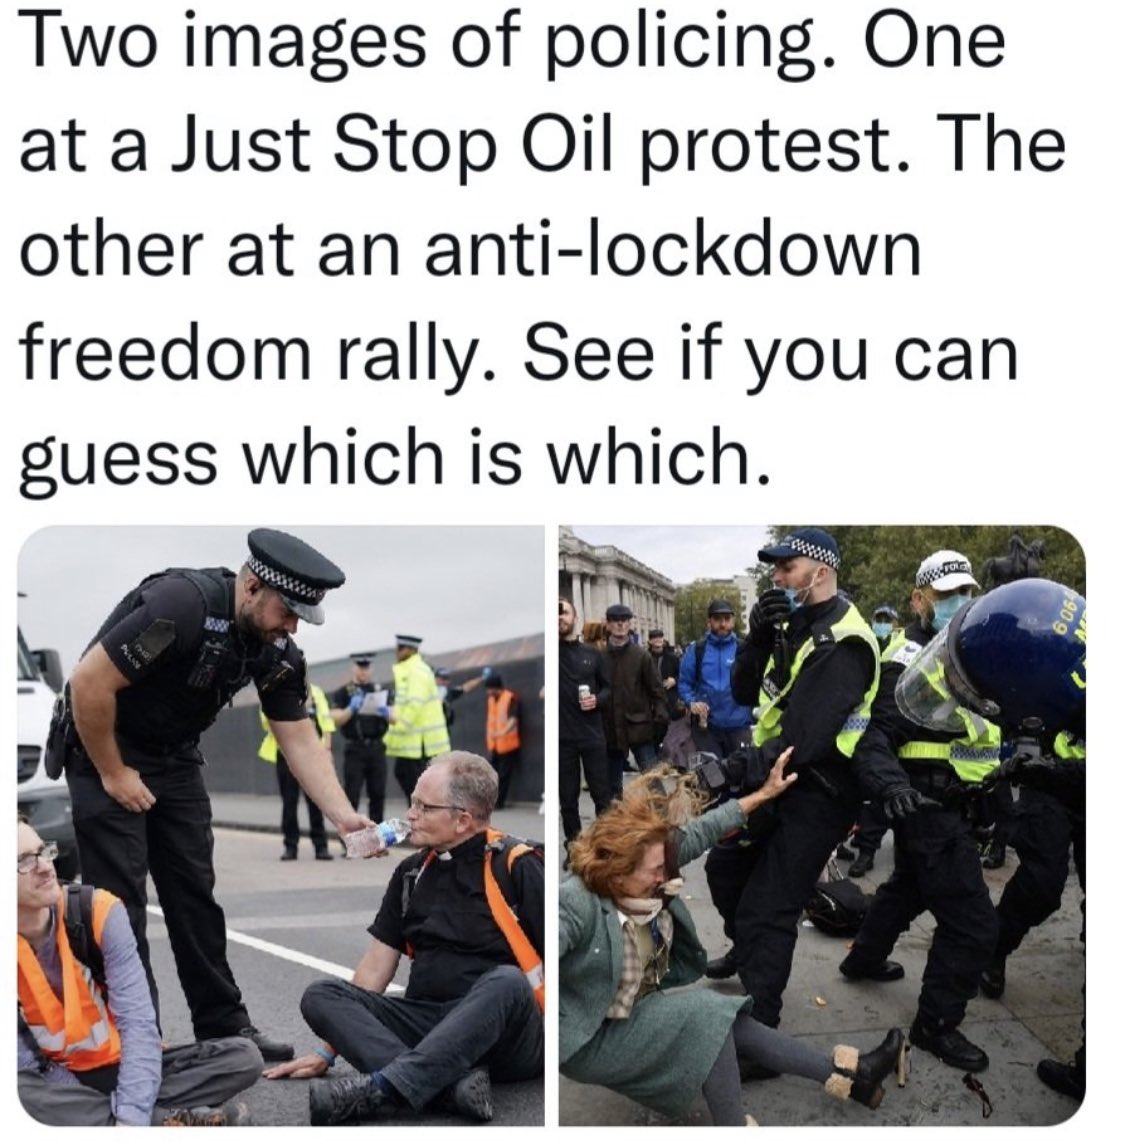 Two images of policing. One
at a Just Stop Oil protest. The
other at an anti-lockdown
freedom rally. See if you can
guess which is which.